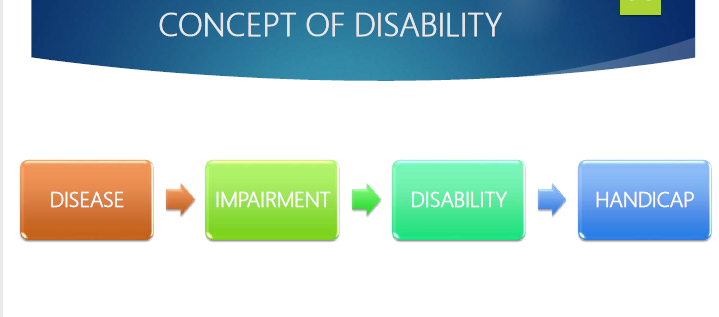 CONCEPT OF DISABILITY
DISEASE
IMPAIRMENT
DISABILITY
HANDICAP